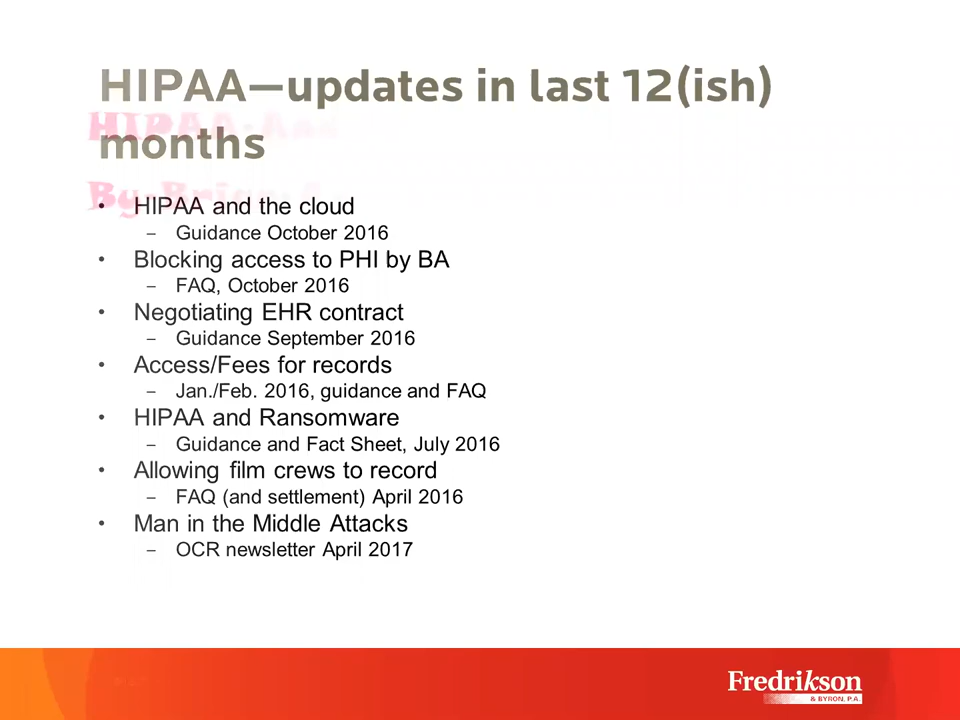 HIPAA—updates in last 12(ish)
months
• HIPAA and the cloud
– Guidance October 2016
• Blocking access to PHI by BA
– FAQ, October 2016
• Negotiating EHR contract
– Guidance September 2016
• Access/Fees for records
– Jan./Feb. 2016, guidance and FAQ
• HIPAA and Ransomware
– Guidance and Fact Sheet, July 2016
• Allowing film crews to record
– FAQ (and settlement) April 2016
• Man in the Middle Attacks
– OCR newsletter April 2017
Fredrikson
& BYRON, P.A.